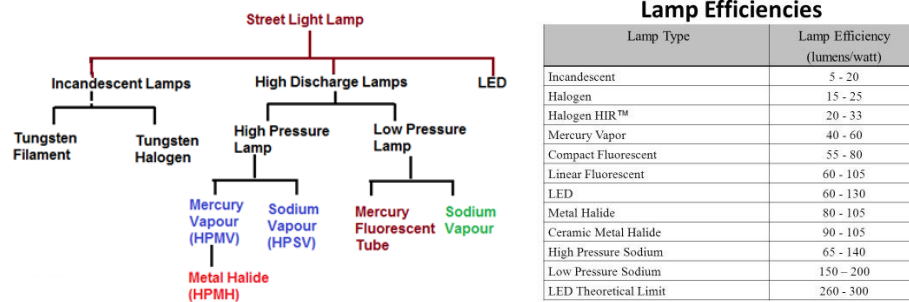 Street Light Lamp
Incandescent Lamps
High Discharge Lamps
LED
Tungsten
Filament
Tungsten
Halogen
High Pressure
Lamp
Low Pressure
Lamp
Mercury
Vapour
(HPMV)
Sodium
Vapour
(HPSV)
Mercury
Fluorescent
Tube
Sodium
Vapour
Metal Halide
(HPMH)
Lamp Efficiencies
Lamp Type Lamp Efficiency
(lumens/watt)
Incandescent 5 - 20
Halogen 15 - 25
Halogen HIR™ 20 - 33
Mercury Vapor 40 - 60
Compact Fluorescent 55 - 80
Linear Fluorescent 60 - 105
LED 60 - 130
Metal Halide 80 - 105
Ceramic Metal Halide 90 - 105
High Pressure Sodium 65 - 140
Low Pressure Sodium 150 – 200
LED Theoretical Limit 260 - 300